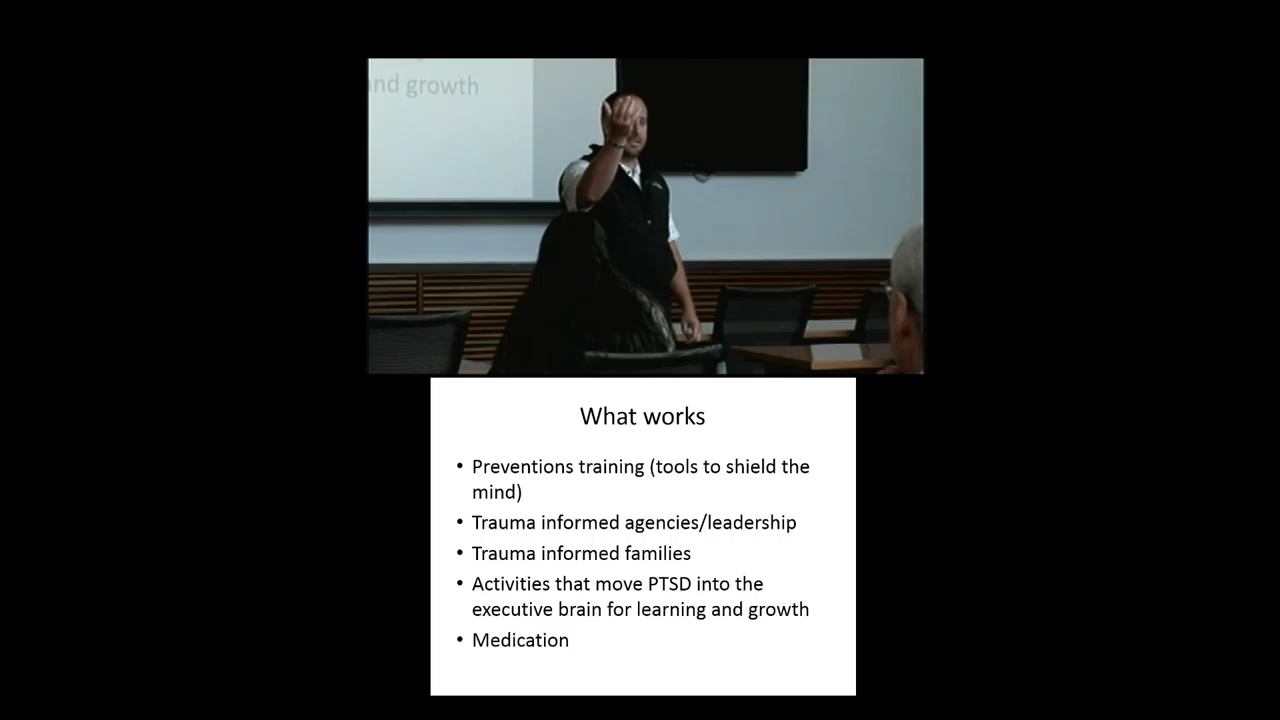 and growth
What works
• Preventions training (tools to shield the
mind)
• Trauma informed agencies/leadership
• Trauma informed families
• Activities that move PTSD into the
executive brain for learning and growth
• Medication